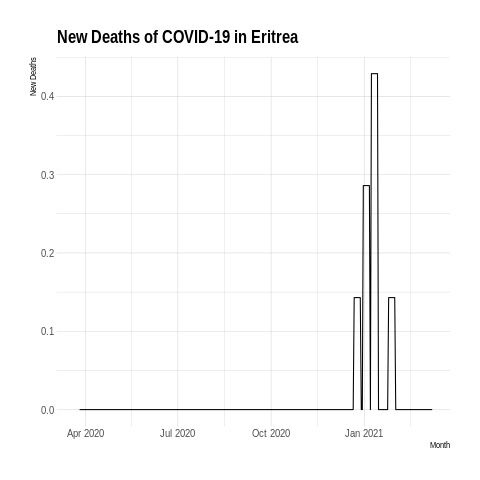 New Deaths of COVID-19 in Eritrea
New Deaths
0.4
0.3
0.2
0.1
0.0
Apr 2020 Jul 2020 Oct 2020 Jan 2021
Month